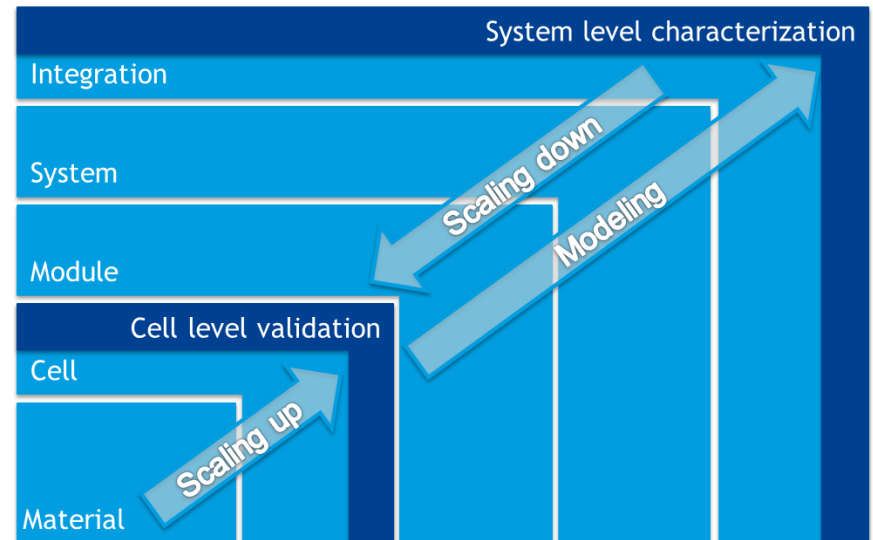 System level characterization
Integration
System
Scaling down
Modeling
Module
Cell level validation
Cell
Scaling up
Material